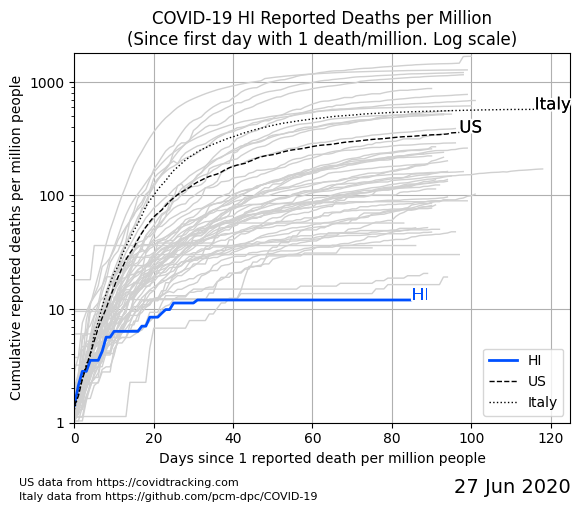 COVID-19 HI Reported Deaths per Million
(Since first day with 1 death/million. Log scale)
Cumulative reported deaths per million people
1000
100
10
1
Italy
US
HI
HI
US
Italy
0 20 40 60 80 100 120
Days since 1 reported death per million people
US data from https://covidtracking.com
Italy data from https://github.com/pcm-dpc/COVID-19
27 Jun 2020